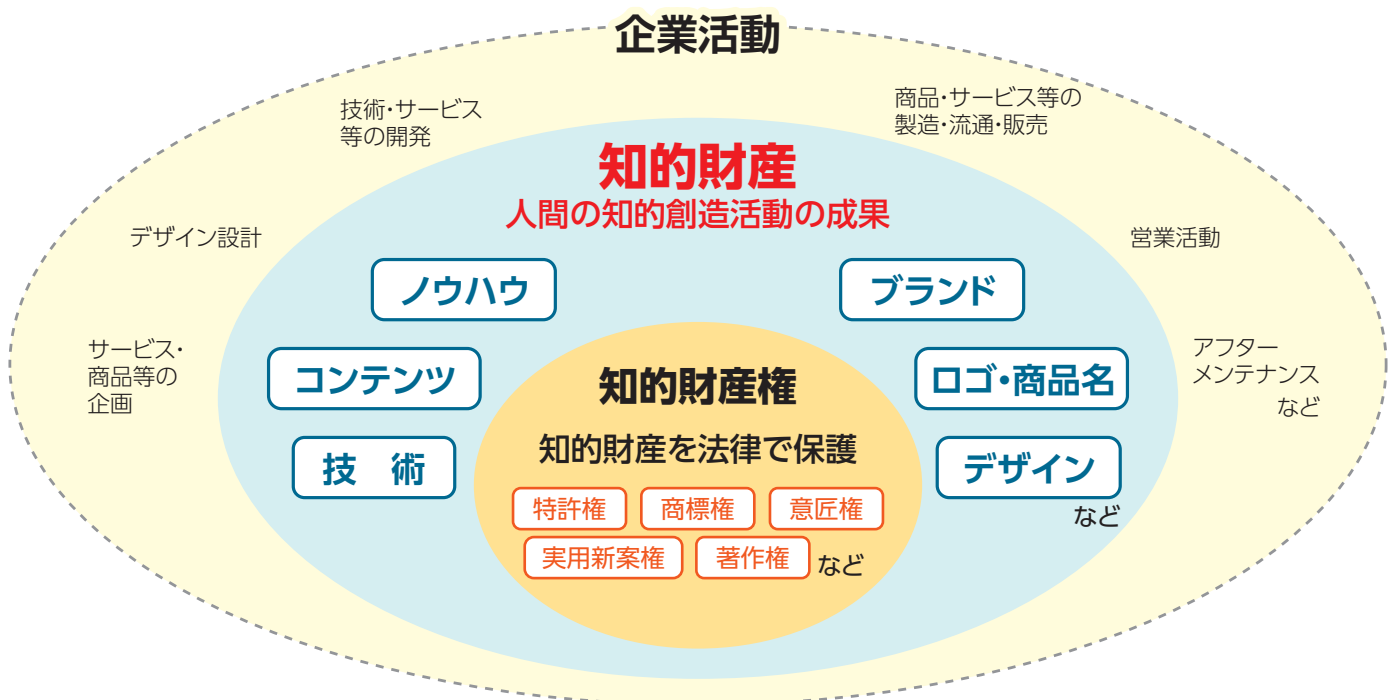 企業活動
技術・サービス
等の開発
商品・サービス等の
製造・流通・販売
知的財産
人間の知的創造活動の成果
デザイン設計
営業活動
ノウハウ
ブランド
サービス・
商品等の
企画
アフター
メンテナンス
など
コンテンツ
ロゴ・商品名
技 術
デザイン
など
知的財産権
知的財産を法律で保護
特許権 商標権 意匠権
実用新案権 著作権 など